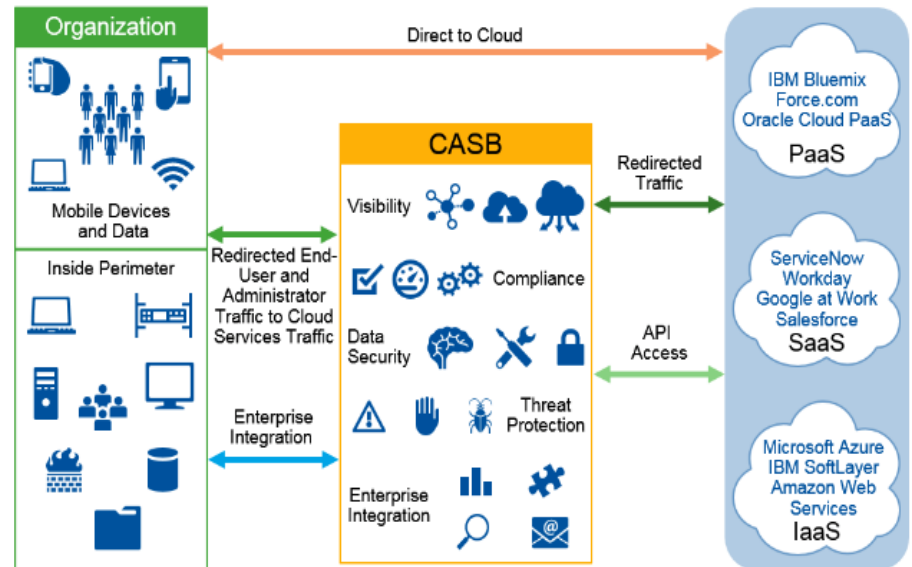 Organization
Mobile Devices
and Data
Inside Perimeter
Direct to Cloud
Redirected End-
User and
Administrator
Traffic to Cloud
Services Traffic
Enterprise
Integration
CASB
Visibility
Compliance
Data
Security
Threat
Protection
Enterprise
Integration
@
Redirected
Traffic
API
Access
IBM Bluemix
Force.com
Oracle Cloud PaaS
PaaS
ServiceNow
Workday
Google at Work
Salesforce
SaaS
Microsoft Azure
IBM SoftLayer
Amazon Web
Services
IaaS